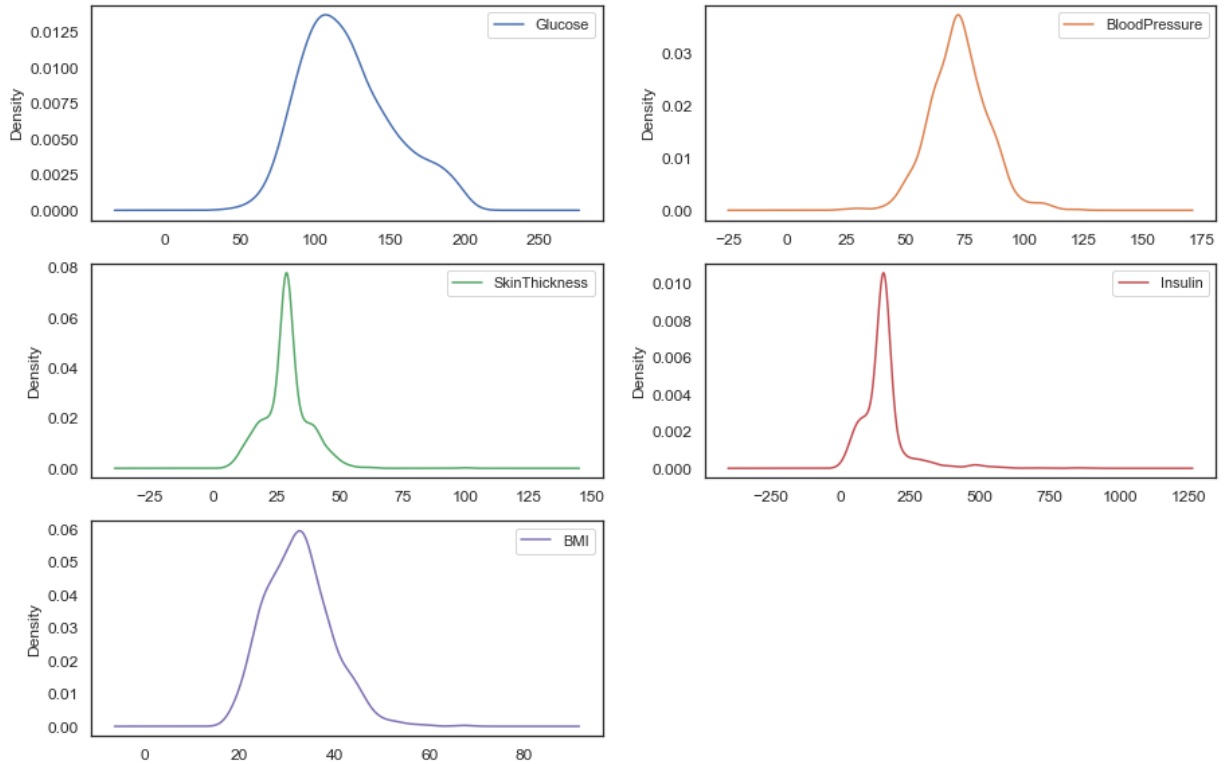 Glucose
Density
0.0125
0.0100
0.0075
0.0050
0.0025
0.0000
0 50 100 150 200 250
BloodPressure
Density
0.03
0.02
0.01
0.00
−25 0 25 50 75 100 125 150 175
SkinThickness
Density
0.08
0.06
0.04
0.02
0.00
−25 0 25 50 75 100 125 150
Insulin
Density
0.010
0.008
0.006
0.004
0.002
0.000
−250 0 250 500 750 1000 1250
BMI
Density
0.06
0.05
0.04
0.03
0.02
0.01
0.00
0 20 40 60 80